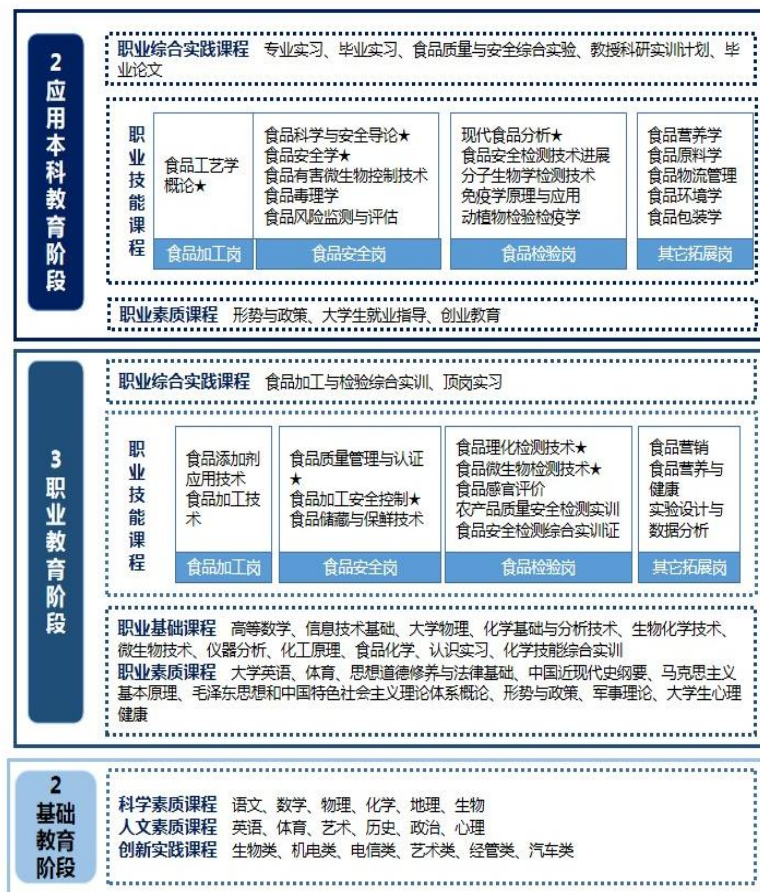 2
应用本科教育阶段
职业综合实践课程 专业实习、毕业实习、食品质量与安全综合实验、教授科研实训计划、毕
业论文
职业技能课程
食品工艺学
概论★
食品加工岗
食品科学与安全导论★
食品安全学★
食品有害微生物控制技术
食品毒理学
食品风险监测与评估
食品安全岗
现代食品分析★
食品安全检测技术进展
分子生物学检测技术
免疫学原理与应用
动植物检验检疫学
食品检验岗
食品营养学
食品原料学
食品物流管理
食品环境学
食品包装学
其它拓展岗
职业素质课程 形势与政策、大学生就业指导、创业教育
3
职业教育阶段
职业综合实践课程 食品加工与检验综合实训、顶岗实习
职业技能课程
食品添加剂
应用技术
食品加工技
术
食品加工岗
食品质量管理与认证
★
食品加工安全控制★
食品储藏与保鲜技术
食品安全岗
食品理化检测技术★
食品微生物检测技术★
食品感官评价
农产品质量安全检测实训
食品安全检测综合实训证
食品检验岗
食品营销
食品营养与
健康
实验设计与
数据分析
其它拓展岗
职业基础课程 高等数学、信息技术基础、大学物理、化学基础与分析技术、生物化学技术、
微生物技术、仪器分析、化工原理、食品化学、认识实习、化学技能综合实训
职业素质课程 大学英语、体育、思想道德修养与法律基础、中国近现代史纲要、马克思主义
基本原理、毛泽东思想和中国特色社会主义理论体系概论、形势与政策、军事理论、大学生心理
健康
2
基础
教育
阶段
科学素质课程 语文、数学、物理、化学、地理、生物
人文素质课程 英语、体育、艺术、历史、政治、心理
创新实践课程 生物类、机电类、电信类、艺术类、经管类、汽车类